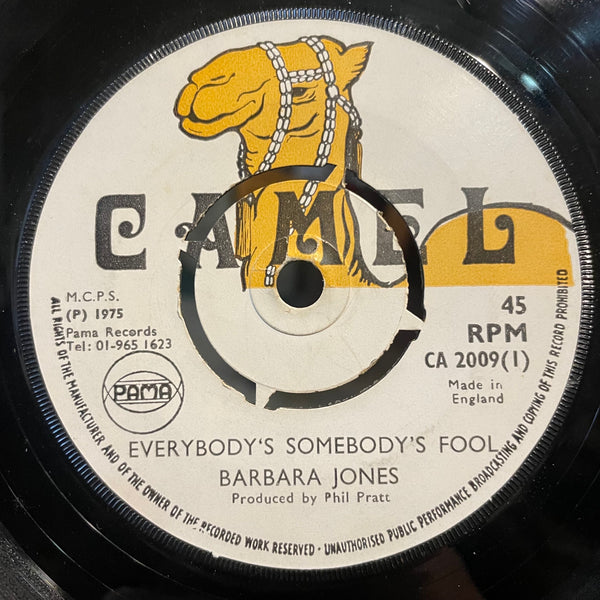 CAMEL
M.C.P.S.
(P) 1975
Pama Records
Tel: 01-965 1623
PAMA
45
RPM
CA 2009(1)
Made in
England
EVERYBODY'S SOMEBODY'S FOOL
BARBARA JONES
Produced by Phil Pratt
ALL RIGHTS OF THE MANUFACTURER AND OF THE OWNER OF THE RECORDED WORK RESERVED · UNAUTHORISED PUBLIC PERFORMANCE BROADCASTING AND COPYING OF THIS RECORD PROHIBITED